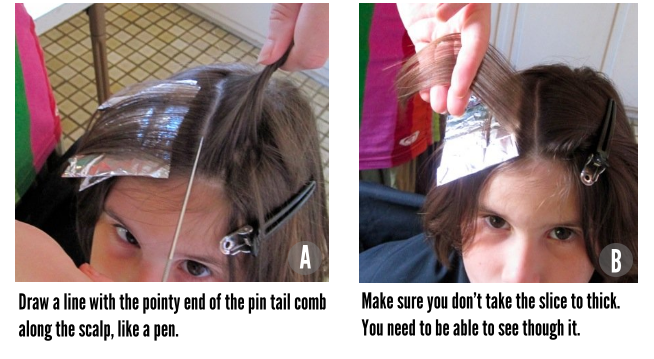 A
B
Draw a line with the pointy end of the pin tail comb
along the scalp, like a pen.
Make sure you don't take the slice to thick.
You need to be able to see though it.